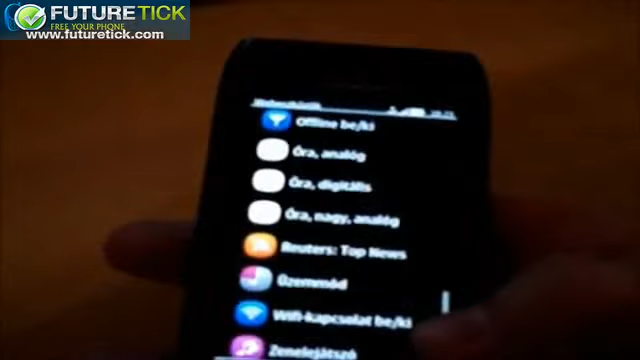 FUTURETICK
FREE YOUR PHONE
www.futuretick.com
Offline be/ki
Óra, analóg
Óra, digitális
Óra, nagy, analóg
Reuters: Top News
Üzemmód
Wifi-kapcsolat be/ki
Zenelejátszó